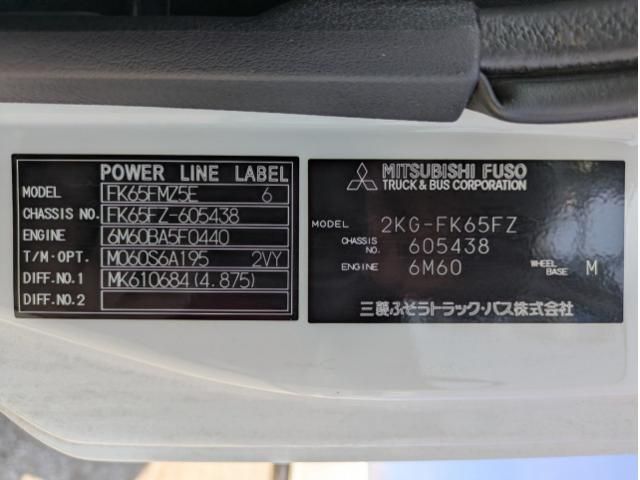 POWER LINE LABEL
MODEL FK65FMZ5E 6
CHASSIS NO. FK65FZ-605438
ENGINE 6M60BA5F0440
T/M·OPT. M060S6A195 2VY
DIFF.NO.1 MK610684(4.875)
DIFF.NO.2
MITSUBISHI FUSO
TRUCK & BUS CORPORATION
MODEL 2KG-FK65FZ
CHASSIS NO. 605438
ENGINE 6M60 WHEEL BASE M
三菱ふそうトラック・バス株式会社